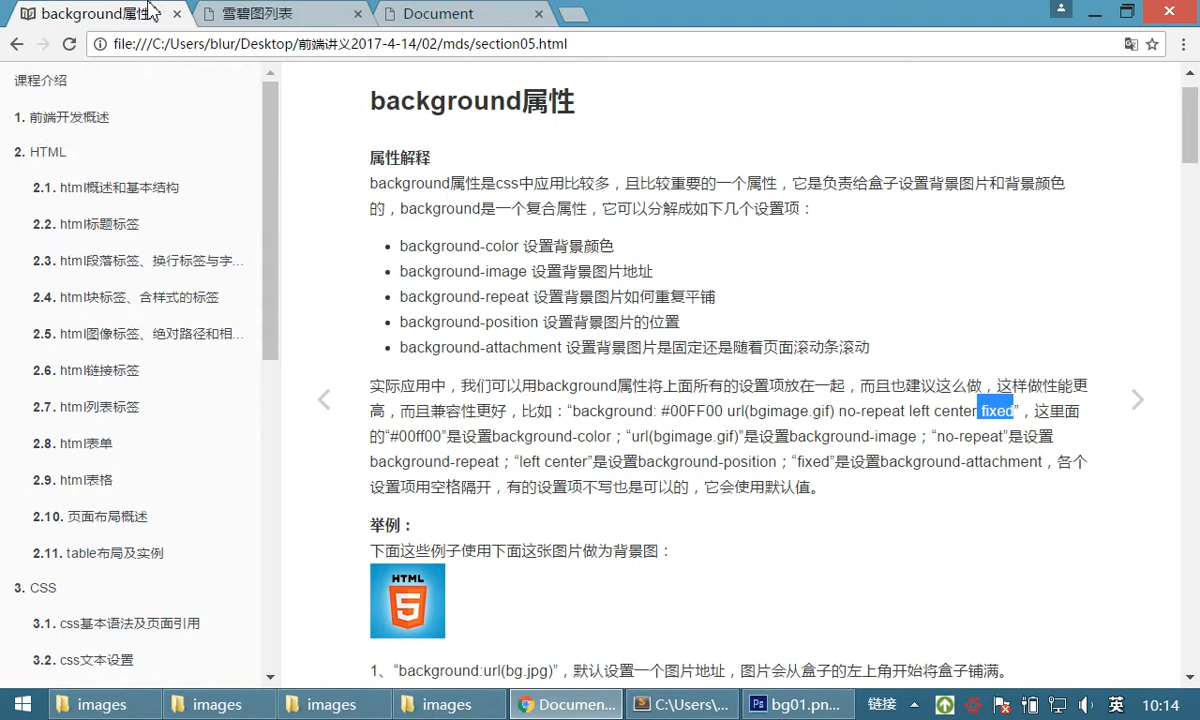 background属性
雪碧图列表
Document
file:///C:/Users/blur/Desktop/前端讲义2017-4-14/02/mds/section05.html
课程介绍
1. 前端开发概述
2. HTML
2.1. html概述和基本结构
2.2. html标题标签
2.3. html段落标签、换行标签与字...
2.4. html块标签、含样式的标签
2.5. html图像标签、绝对路径和相...
2.6. html链接标签
2.7. html列表标签
2.8. html表单
2.9. html表格
2.10. 页面布局概述
2.11. table布局及实例
3. CSS
3.1. css基本语法及页面引用
3.2. css文本设置
background属性
属性解释
background属性是css中应用比较多，且比较重要的一个属性，它是负责给盒子设置背景图片和背景颜色
的，background是一个复合属性，它可以分解成如下几个设置项：
• background-color 设置背景颜色
• background-image 设置背景图片地址
• background-repeat 设置背景图片如何重复平铺
• background-position 设置背景图片的位置
• background-attachment 设置背景图片是固定还是随着页面滚动条滚动
实际应用中，我们可以用background属性将上面所有的设置项放在一起，而且也建议这么做，这样做性能更
高，而且兼容性更好，比如：“background: #00FF00 url(bgimage.gif) no-repeat left center fixed”，这里面
的“#00ff00”是设置background-color；“url(bgimage.gif)”是设置background-image；“no-repeat”是设置
background-repeat；“left center”是设置background-position；“fixed”是设置background-attachment，各个
设置项用空格隔开，有的设置项不写也是可以的，它会使用默认值。
举例：
下面这些例子使用下面这张图片做为背景图：
HTML
5
1、“background:url(bg.jpg)”，默认设置一个图片地址，图片会从盒子的左上角开始将盒子铺满。
images
images
images
images
Documen...
C:\Users\...
Ps
bg01.pn...
链接
英
10:14